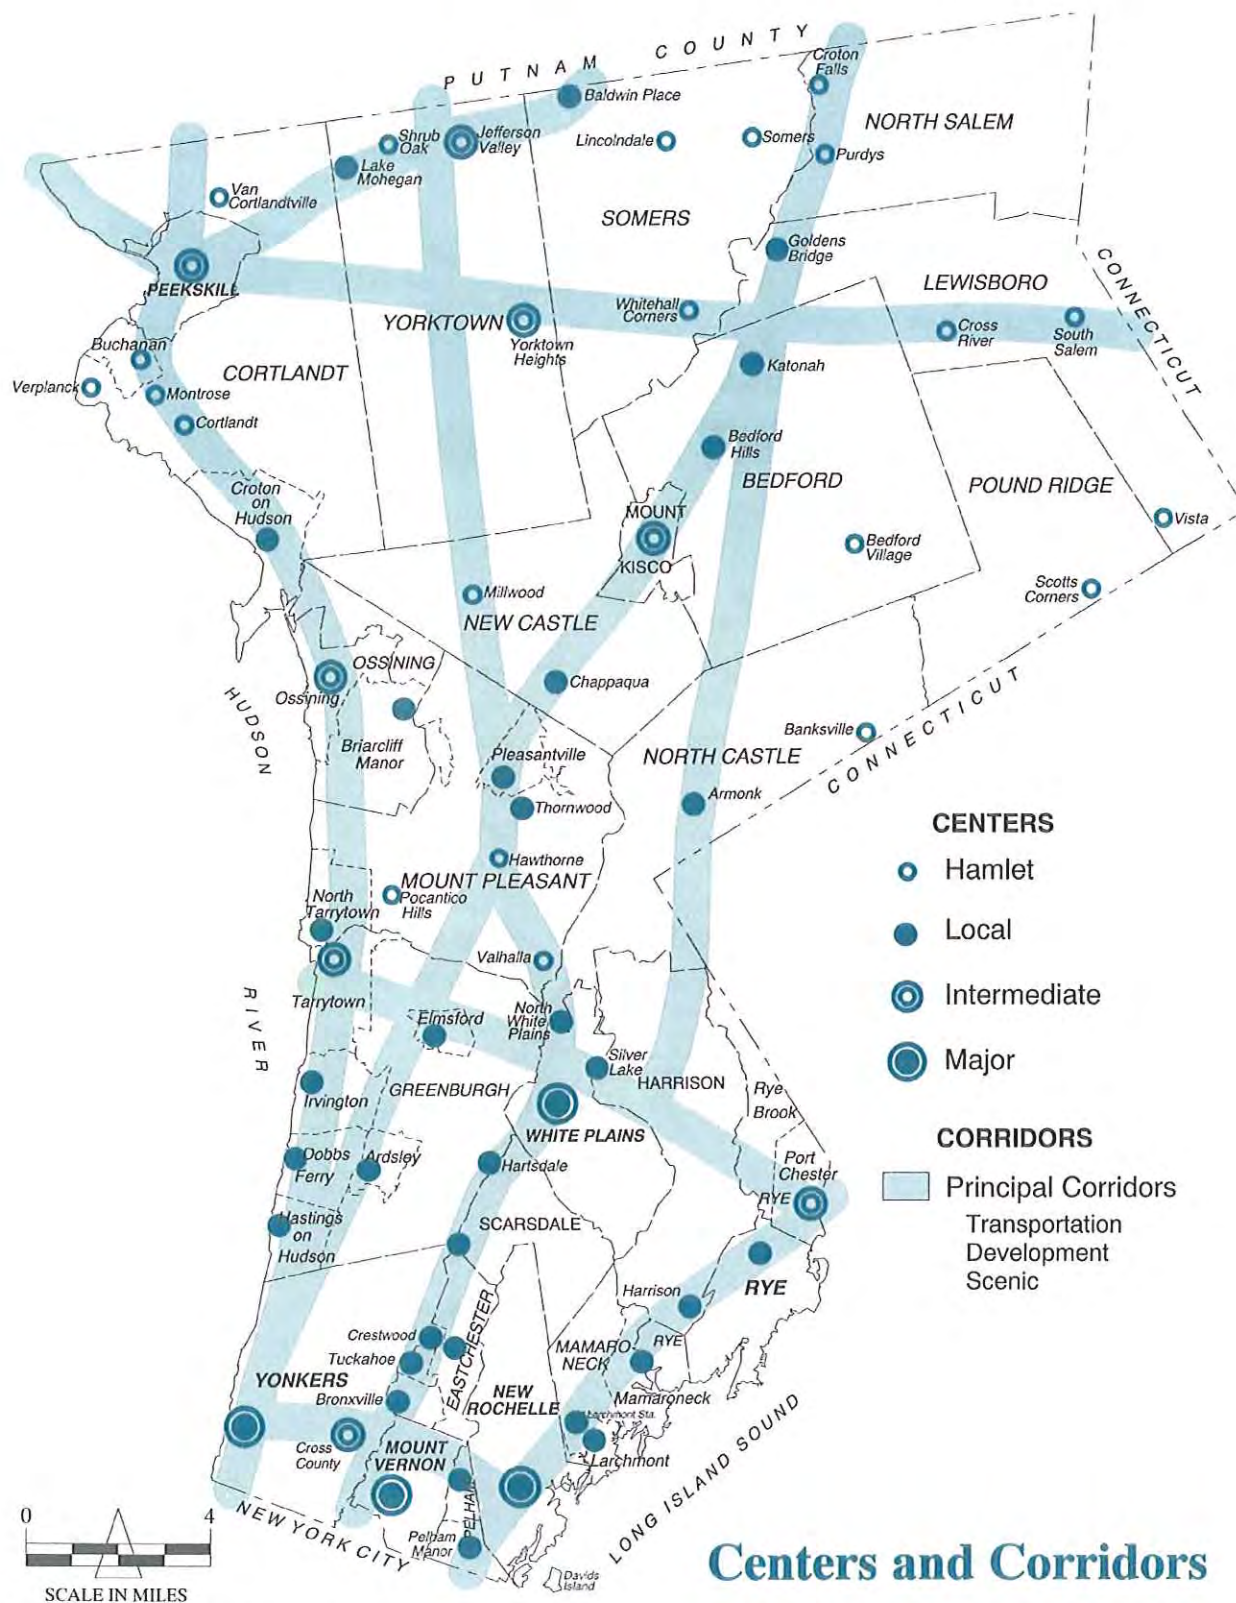 PUTNAM COUNTY
Croton
Falls
Baldwin Place
NORTH SALEM
Shrub
Oak
Jefferson
Valley
Lincolndale
Somers
Purdys
Lake
Mohegan
Van
Cortlandtville
SOMERS
Goldens
Bridge
CONNECTICUT
PEEKSKILL
LEWISBORO
Whitehall
Corners
YORKTOWN
Yorktown
Heights
Cross
River
South
Salem
Buchanan
Verplanck
CORTLANDT
Katonah
Montrose
Cortlandt
Bedford
Hills
BEDFORD
POUND RIDGE
Croton
on
Hudson
MOUNT
KISCO
Vista
Bedford
Village
Scotts
Corners
Millwood
NEW CASTLE
OSSINING
Ossining
Chappaqua
HUDSON
CONNECTICUT
Briarcliff
Manor
Banksville
Pleasantville
NORTH CASTLE
Thornwood
Armonk
CENTERS
Hamlet
Local
Intermediate
Major
Hawthorne
MOUNT PLEASANT
North
Tarrytown
Pocantico
Hills
Valhalla
Tarrytown
RIVER
Elmsford
North
White
Plains
Silver
Lake
HARRISON
GREENBURGH
Irvington
Rye
Brook
WHITE PLAINS
CORRIDORS
Principal Corridors
Transportation
Development
Scenic
Dobbs
Ferry
Ardsley
Hartsdale
Port
Chester
RYE
Hastings
on
Hudson
SCARSDALE
RYE
Harrison
EASTCHESTER
Crestwood
Tuckahoe
MAMARO
NECK
RYE
YONKERS
Bronxville
NEW
ROCHELLE
Mamaroneck
Larchmont Sta.
Larchmont
Cross
County
MOUNT
VERNON
PELHAM
Pelham
Manor
LONG ISLAND SOUND
NEW YORK CITY
Davids
Island
0 4
SCALE IN MILES
Centers and Corridors